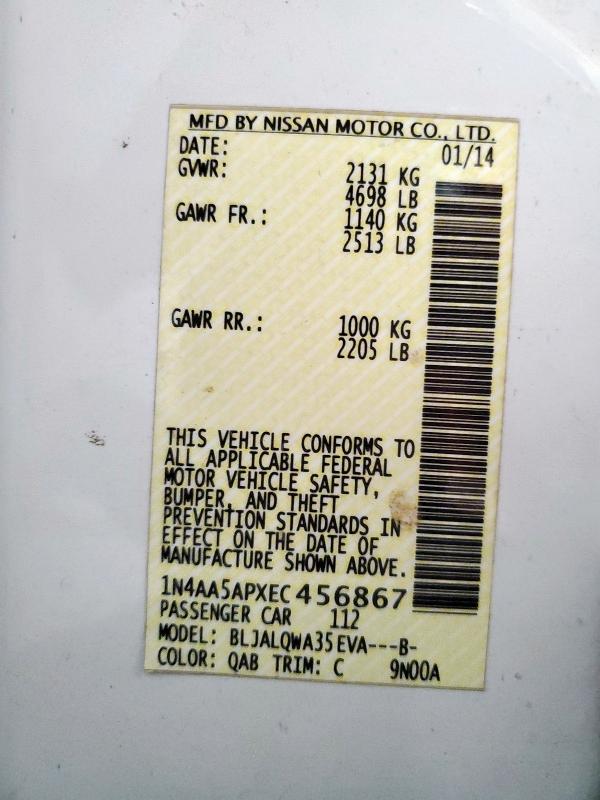 MFD BY NISSAN MOTOR CO., LTD.
DATE: 01/14
GVWR: 2131 KG
4698 LB
GAWR FR.: 1140 KG
2513 LB
GAWR RR.: 1000 KG
2205 LB
THIS VEHICLE CONFORMS TO
ALL APPLICABLE FEDERAL
MOTOR VEHICLE SAFETY,
BUMPER, AND THEFT
PREVENTION STANDARDS IN
EFFECT ON THE DATE OF
MANUFACTURE SHOWN ABOVE.
1N4AA5APXEC456867
PASSENGER CAR 112
MODEL: BLJALQWA35EVA---B-
COLOR: QAB TRIM: C 9N00A